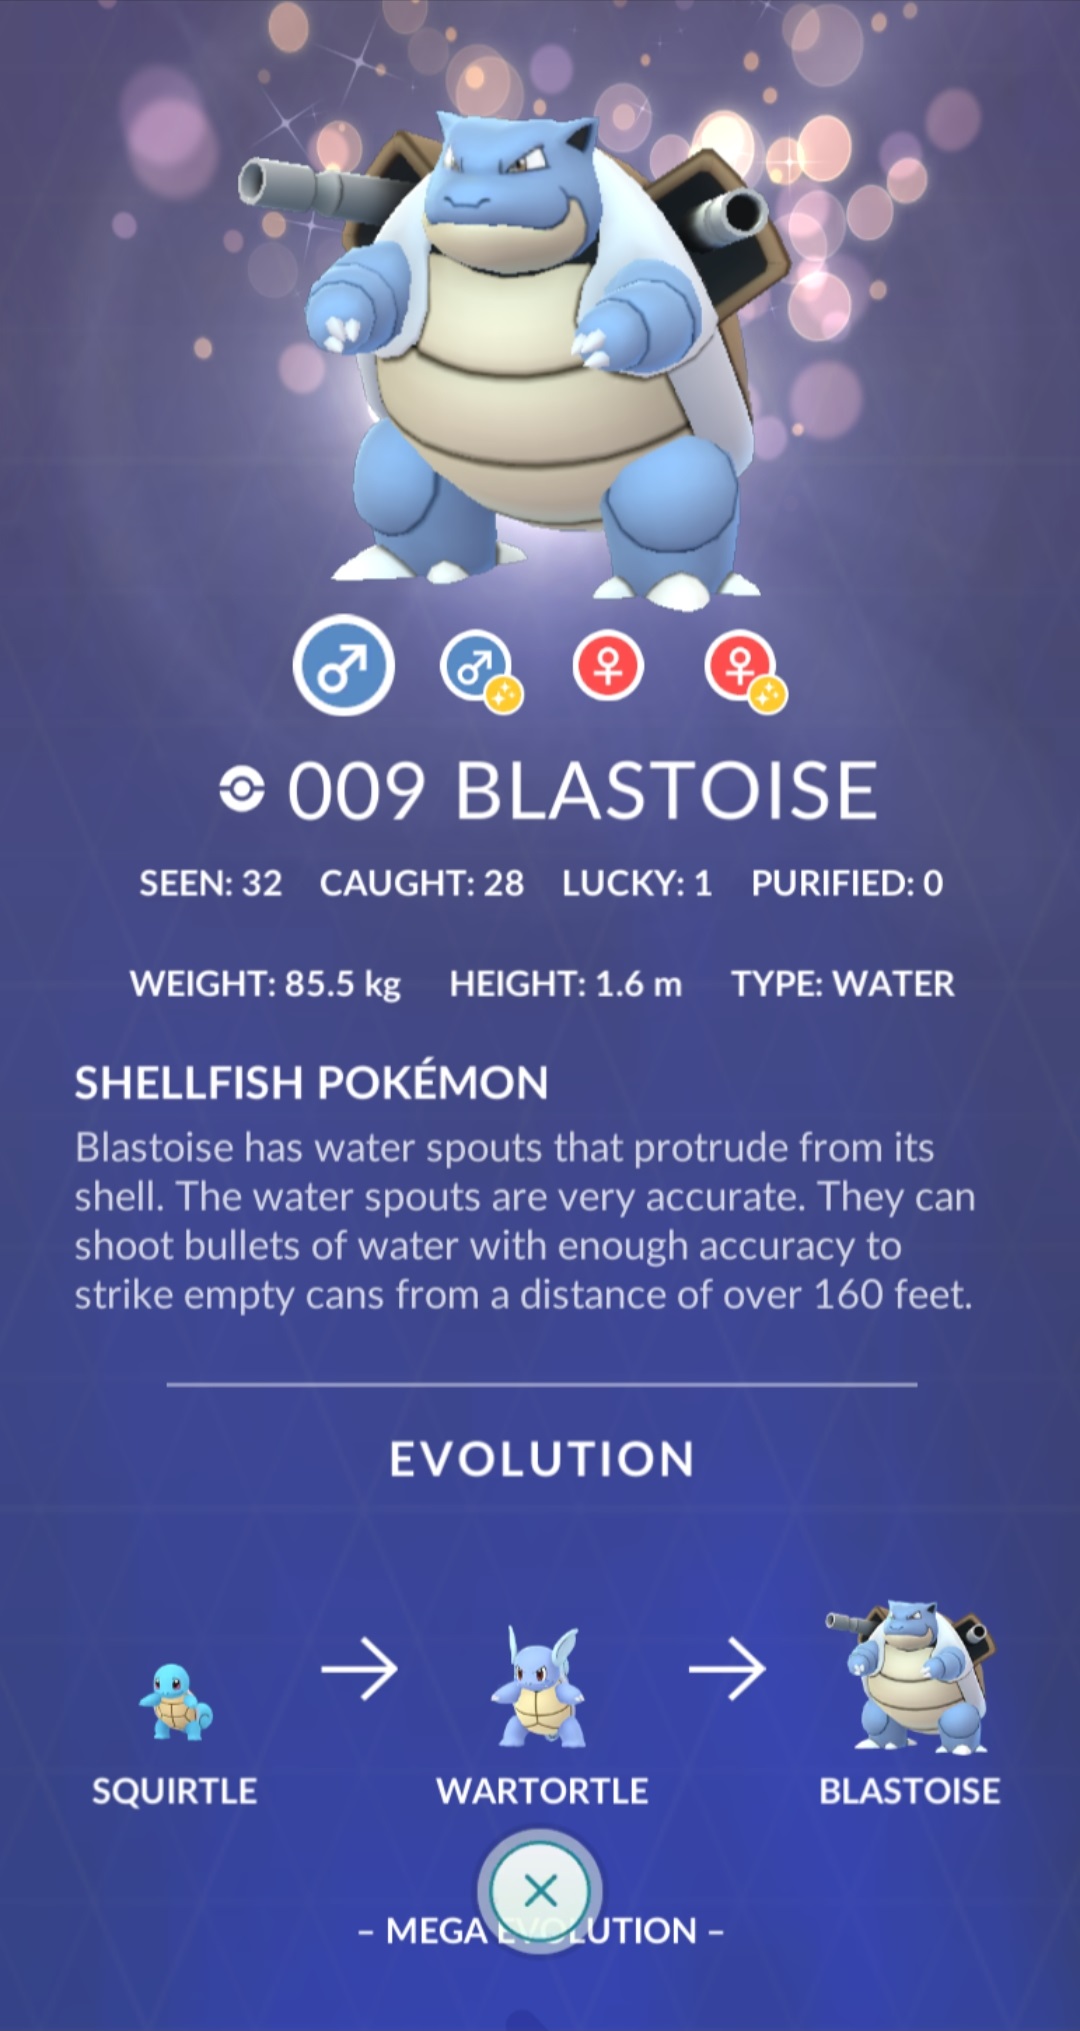 009 BLASTOISE
SEEN: 32 CAUGHT: 28 LUCKY: 1 PURIFIED: 0
WEIGHT: 85.5 kg HEIGHT: 1.6 m TYPE: WATER
SHELLFISH POKÉMON
Blastoise has water spouts that protrude from its
shell. The water spouts are very accurate. They can
shoot bullets of water with enough accuracy to
strike empty cans from a distance of over 160 feet.
EVOLUTION
SQUIRTLE WARTORTLE BLASTOISE
– MEGA EVOLUTION –